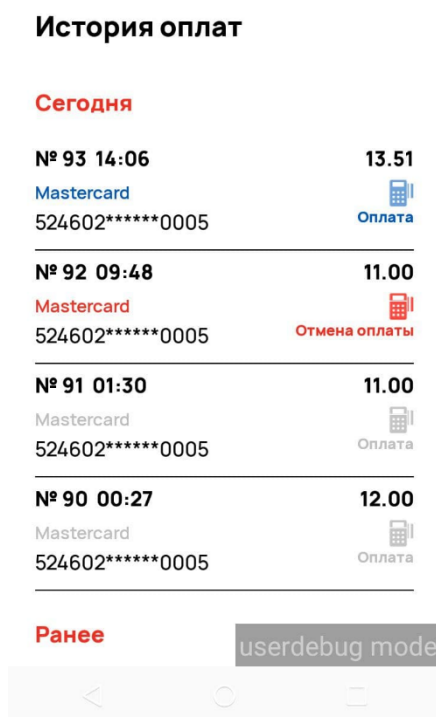 История оплат
Сегодня
№ 93 14:06 13.51
Mastercard
524602******0005 Оплата
№ 92 09:48 11.00
Mastercard
524602******0005 Отмена оплаты
№ 91 01:30 11.00
Mastercard
524602******0005 Оплата
№ 90 00:27 12.00
Mastercard
524602******0005 Оплата
Ранее
userdebug mode